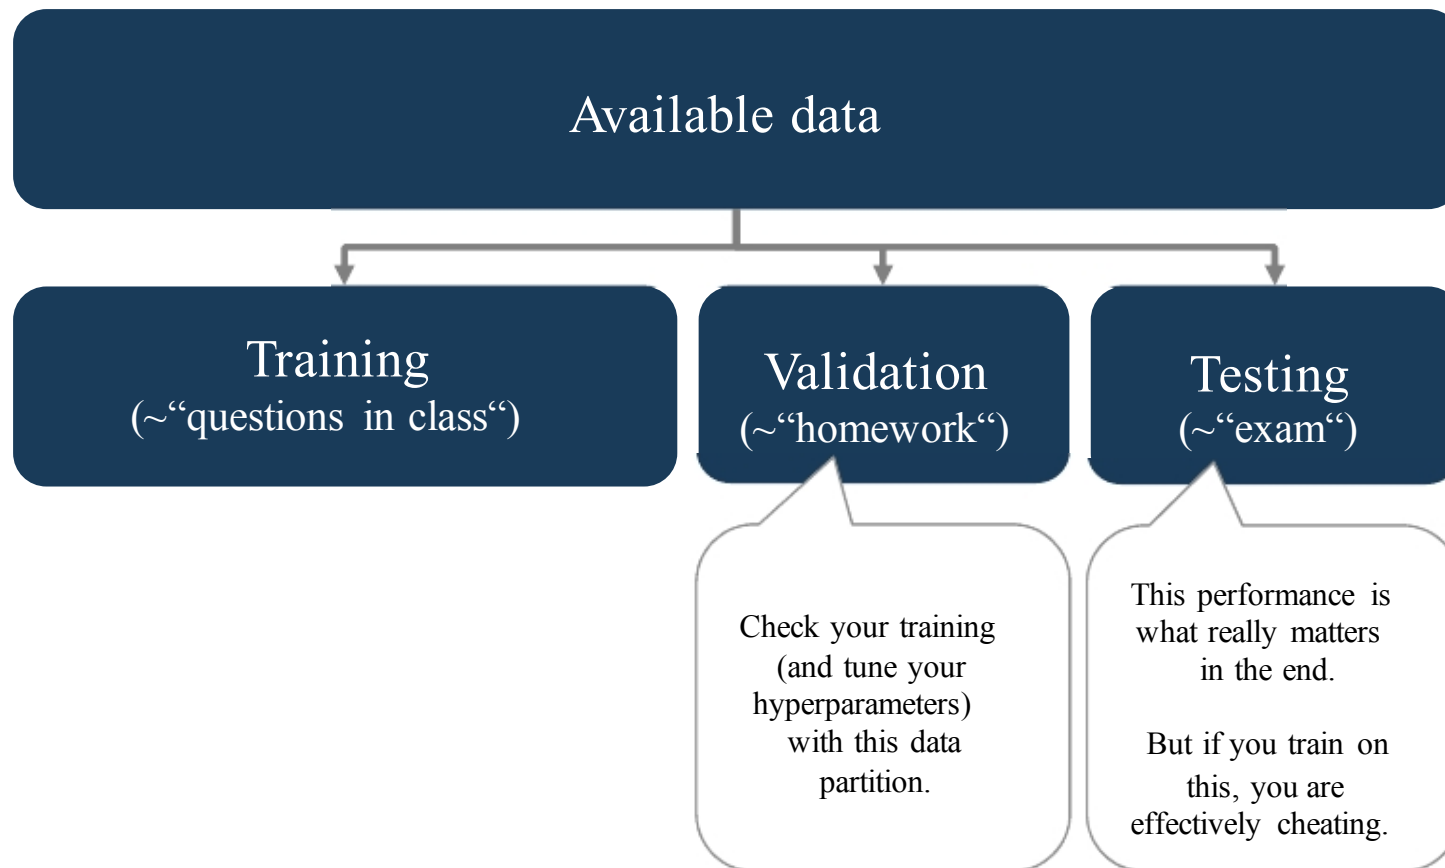 Available data
Training
(~“questions in class“)
Validation
(~“homework“)
Testing
(~“exam“)
Check your training
(and tune your
hyperparameters)
with this data
partition.
This performance is
what really matters
in the end.
But if you train on
this, you are
effectively cheating.